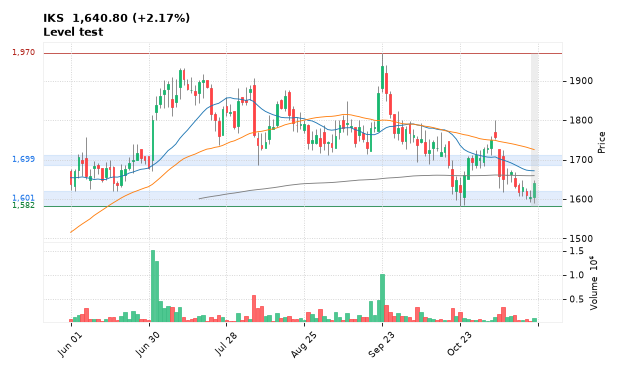 IKS 1,640.80 (+2.17%)
Level test
1,970
1,699
1,601
1,582
1900
1800
1700
1600
1500
Price
1.5
1.0
0.5
Volume 10⁶
Jun 01
Jun 30
Jul 28
Aug 25
Sep 23
Oct 23